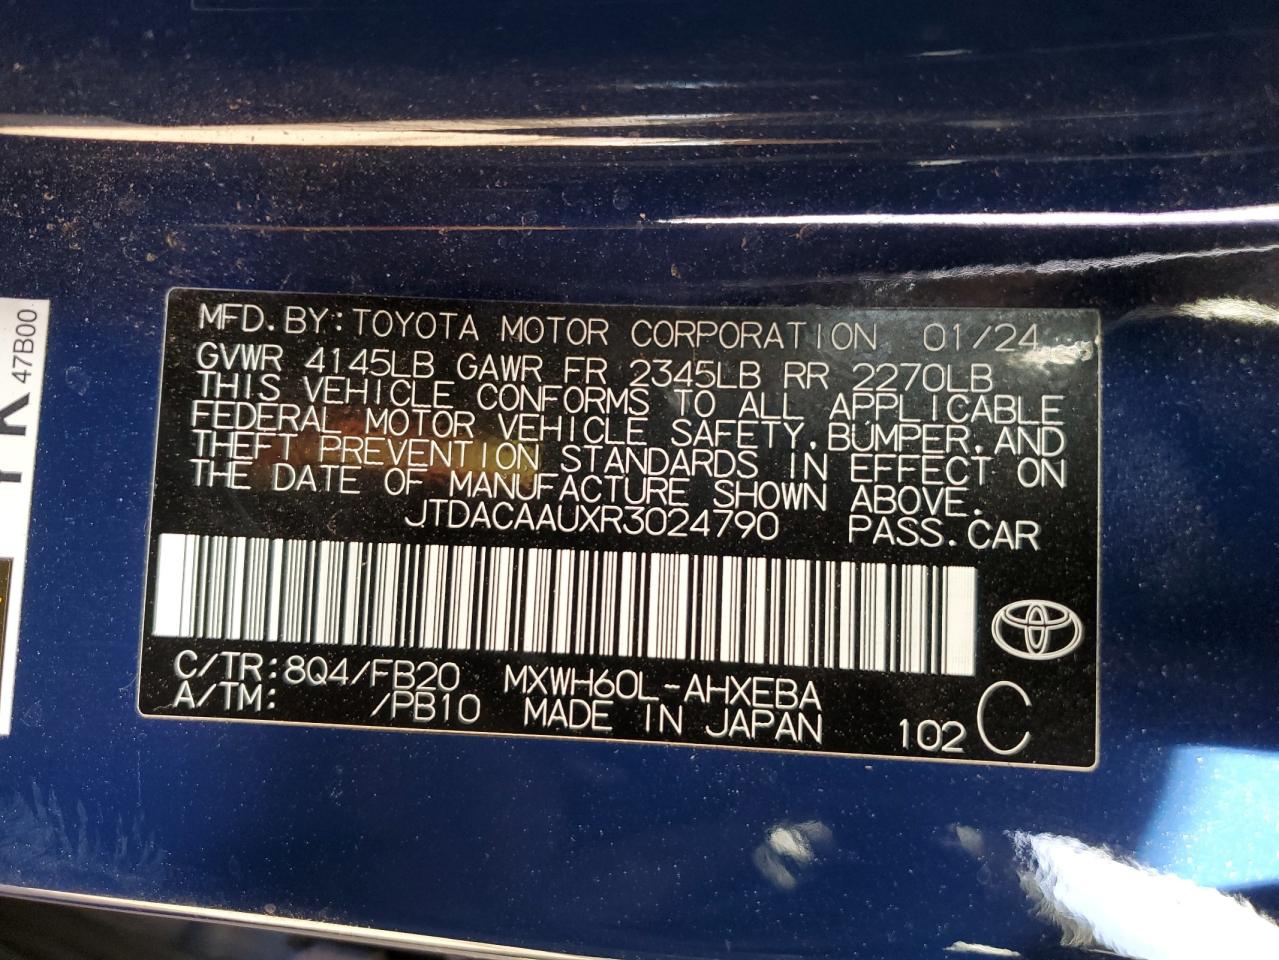 MFD.BY:TOYOTA MOTOR CORPORATION 01/24
GVWR 4145LB GAWR FR 2345LB RR 2270LB
THIS VEHICLE CONFORMS TO ALL APPLICABLE
FEDERAL MOTOR VEHICLE SAFETY,BUMPER,AND
THEFT PREVENTION STANDARDS IN EFFECT ON
THE DATE OF MANUFACTURE SHOWN ABOVE.
JTDACAAUXR3024790 PASS.CAR
C/TR:8Q4/FB20 MXWH60L-AHXEBA
A/TM: /PB10 MADE IN JAPAN 102 C
47B00